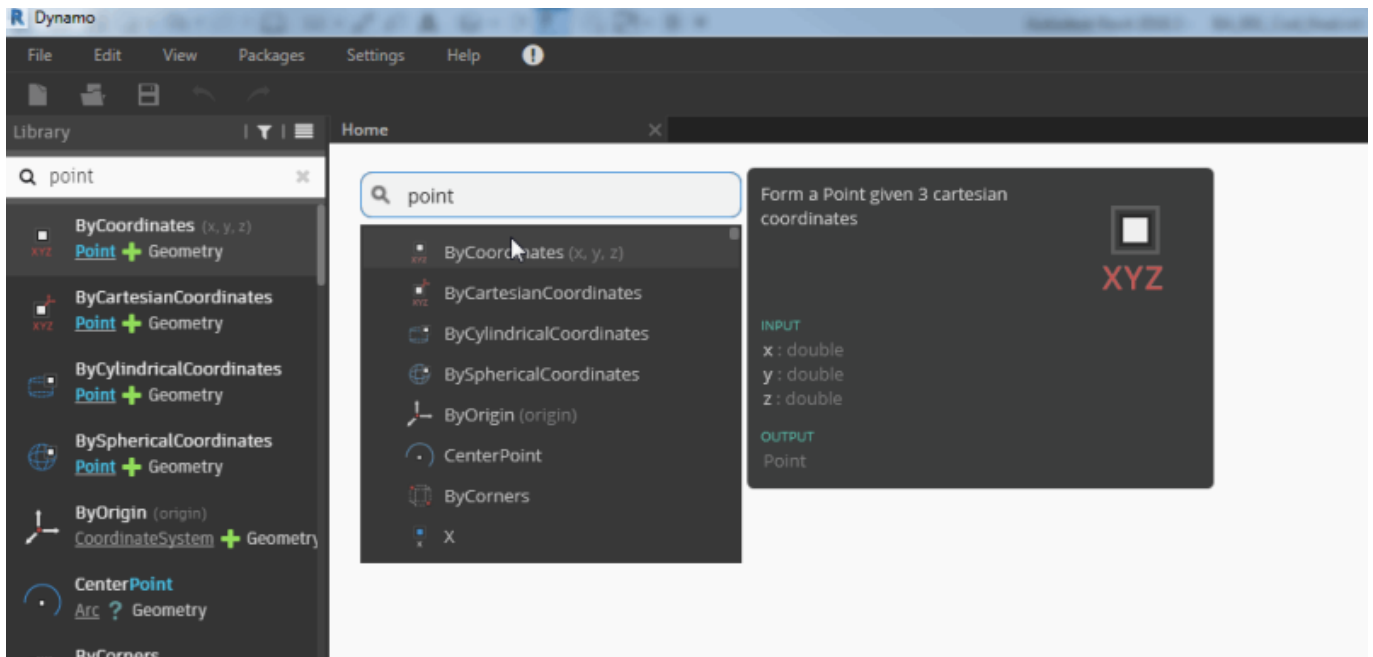 Dynamo
File Edit View Packages Settings Help
Library
Home
point
ByCoordinates (x, y, z)
Point Geometry
ByCartesianCoordinates
Point Geometry
ByCylindricalCoordinates
Point Geometry
BySphericalCoordinates
Point Geometry
ByOrigin (origin)
CoordinateSystem Geometry
CenterPoint
Arc ? Geometry
ByCorners
point
ByCoordinates (x, y, z)
ByCartesianCoordinates
ByCylindricalCoordinates
BySphericalCoordinates
ByOrigin (origin)
CenterPoint
ByCorners
X
Form a Point given 3 cartesian
coordinates
XYZ
INPUT
x : double
y : double
z : double
OUTPUT
Point